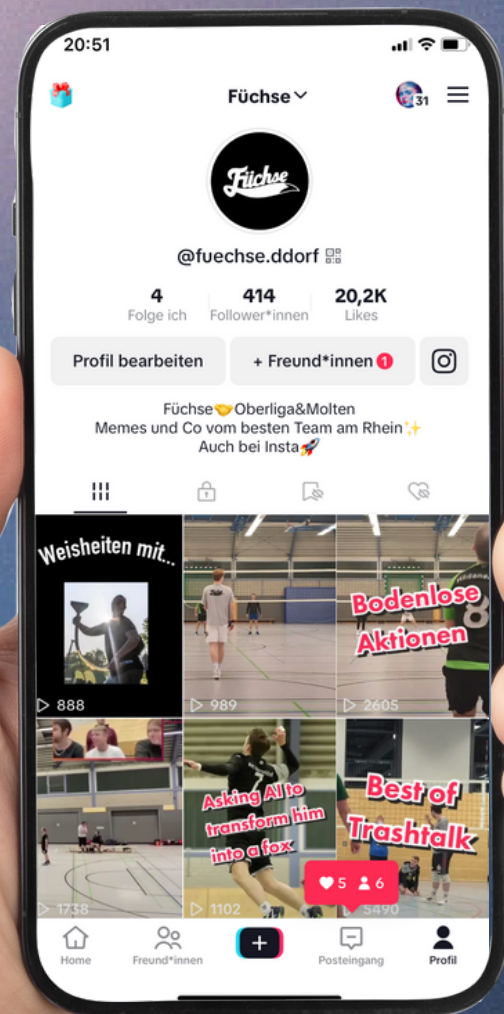 20:51
Füchse
31
Füchse
@fuechse.ddorf
4
414
20,2K
Folge ich
Follower*innen
Likes
Profil bearbeiten
+ Freund*innen 1
Füchse🤝Oberliga&Molten
Memes und Co vom besten Team am Rhein✨
Auch bei Insta🚀
Weisheiten mit...
888
989
Bodenlose
Aktionen
8
2605
1738
Asking AI to
transform him
into a fox
7
1102
Best of
Trashtalk
5490
5
6
Home
Freund*innen
Posteingang
Profil